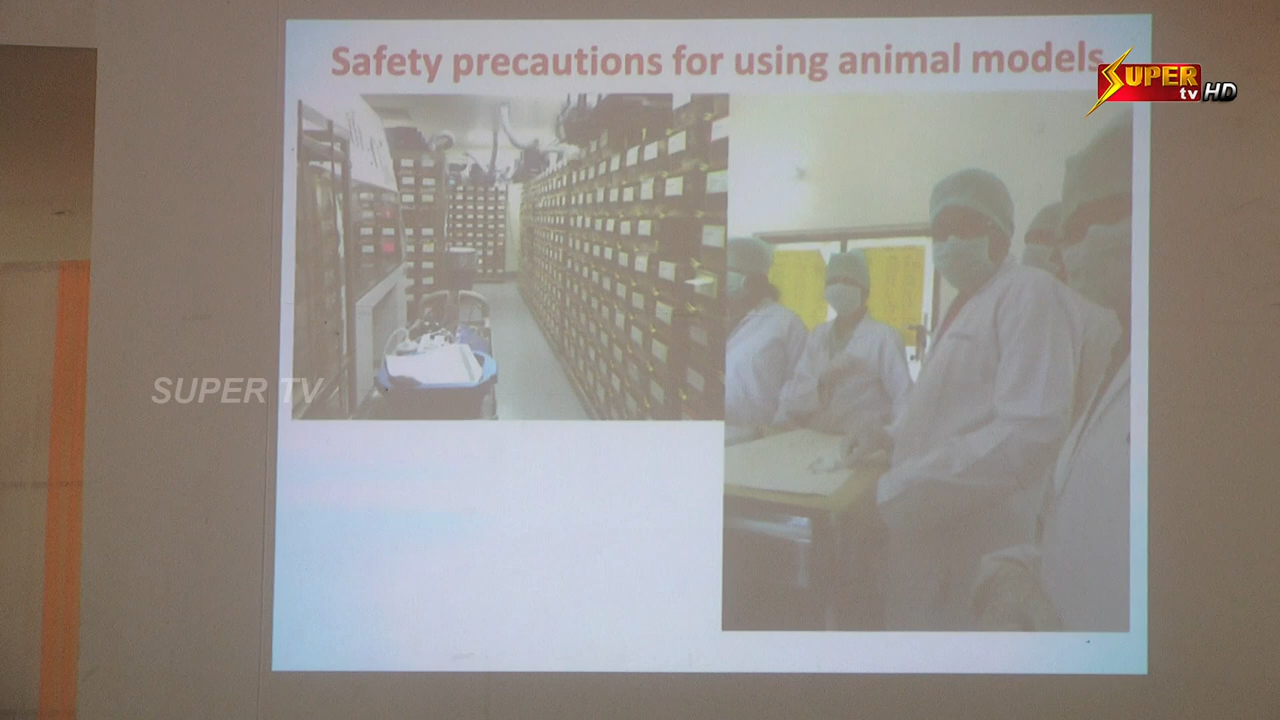 Safety precautions for using animal models
SUPER
tv HD
SUPER TV